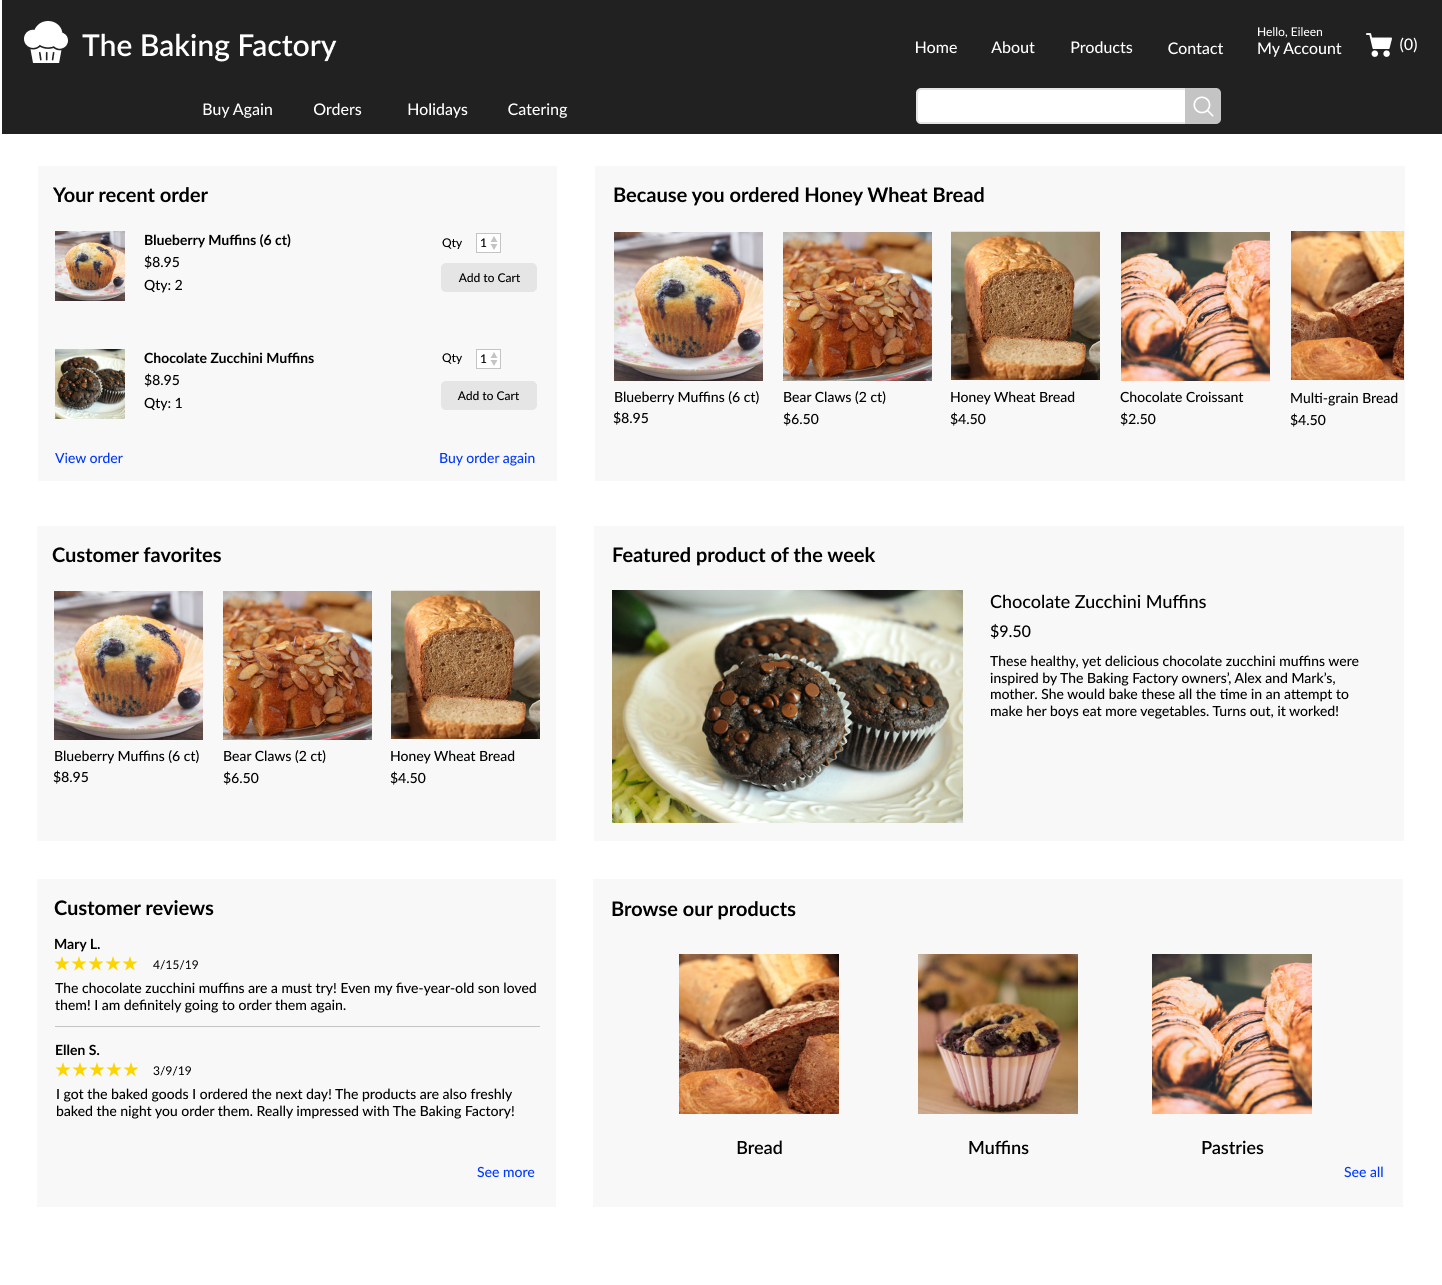 The Baking Factory
Home
About
Products
Contact
Hello, Eileen
My Account
(0)
Buy Again
Orders
Holidays
Catering
Your recent order
Blueberry Muffins (6 ct)
$8.95
Qty: 2
Qty 1
Add to Cart
Chocolate Zucchini Muffins
$8.95
Qty: 1
Qty 1
Add to Cart
View order
Buy order again
Because you ordered Honey Wheat Bread
Blueberry Muffins (6 ct)
$8.95
Bear Claws (2 ct)
$6.50
Honey Wheat Bread
$4.50
Chocolate Croissant
$2.50
Multi-grain Bread
$4.50
Customer favorites
Blueberry Muffins (6 ct)
$8.95
Bear Claws (2 ct)
$6.50
Honey Wheat Bread
$4.50
Featured product of the week
Chocolate Zucchini Muffins
$9.50
These healthy, yet delicious chocolate zucchini muffins were
inspired by The Baking Factory owners’, Alex and Mark’s,
mother. She would bake these all the time in an attempt to
make her boys eat more vegetables. Turns out, it worked!
Customer reviews
Mary L.
4/15/19
The chocolate zucchini muffins are a must try! Even my five-year-old son loved
them! I am definitely going to order them again.
Ellen S.
3/9/19
I got the baked goods I ordered the next day! The products are also freshly
baked the night you order them. Really impressed with The Baking Factory!
See more
Browse our products
Bread
Muffins
Pastries
See all